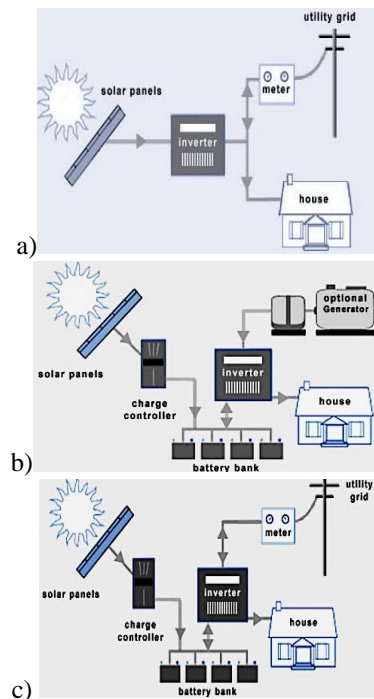 utility grid
solar panels
meter
inverter
house
a)
optional
Generator
inverter
solar panels
house
charge
controller
battery bank
b)
utility
grid
meter
inverter
solar panels
house
charge
controller
battery bank
c)